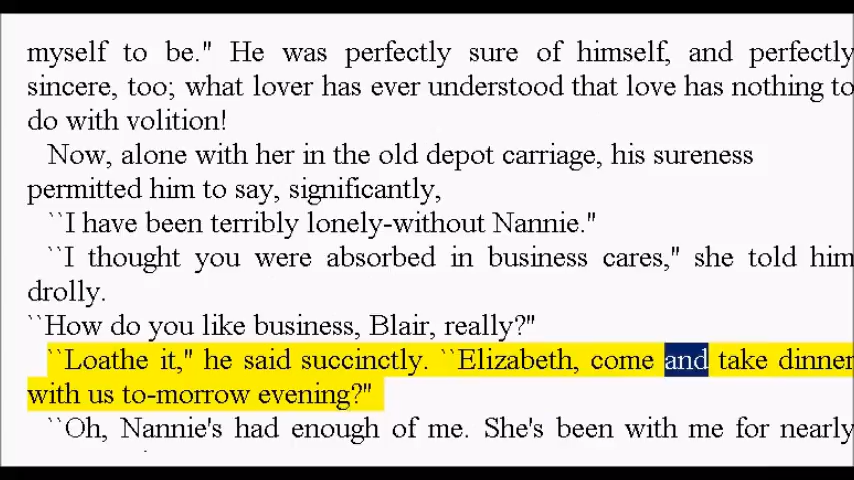 myself to be." He was perfectly sure of himself, and perfectly
sincere, too; what lover has ever understood that love has nothing to
do with volition!
Now, alone with her in the old depot carriage, his sureness
permitted him to say, significantly,
``I have been terribly lonely-without Nannie."
``I thought you were absorbed in business cares," she told him
drolly.
``How do you like business, Blair, really?"
``Loathe it," he said succinctly. ``Elizabeth, come and take dinner
with us to-morrow evening?"
``Oh, Nannie's had enough of me. She's been with me for nearly